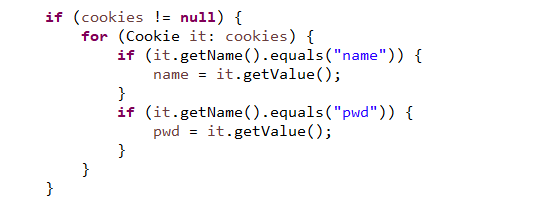 if (cookies != null) {
    for (Cookie it: cookies) {
        if (it.getName().equals("name")) {
            name = it.getValue();
        }
        if (it.getName().equals("pwd")) {
            pwd = it.getValue();
        }
    }
}